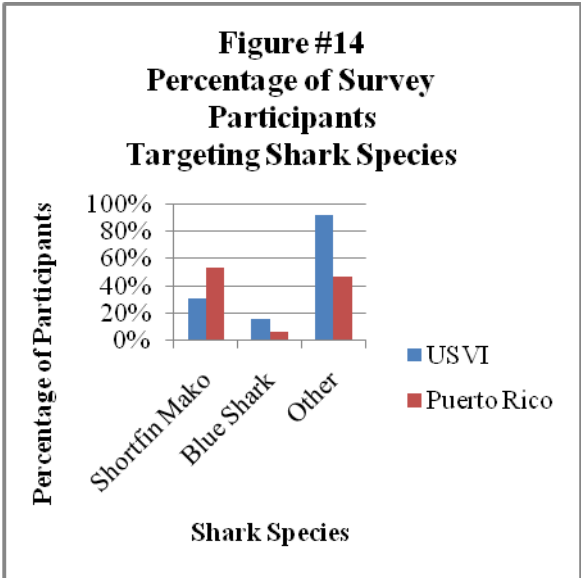 Figure #14
Percentage of Survey
Participants
Targeting Shark Species
Percentage of Participants
100%
80%
60%
40%
20%
0%
Shortfin Mako
Blue Shark
Other
USVI
Puerto Rico
Shark Species